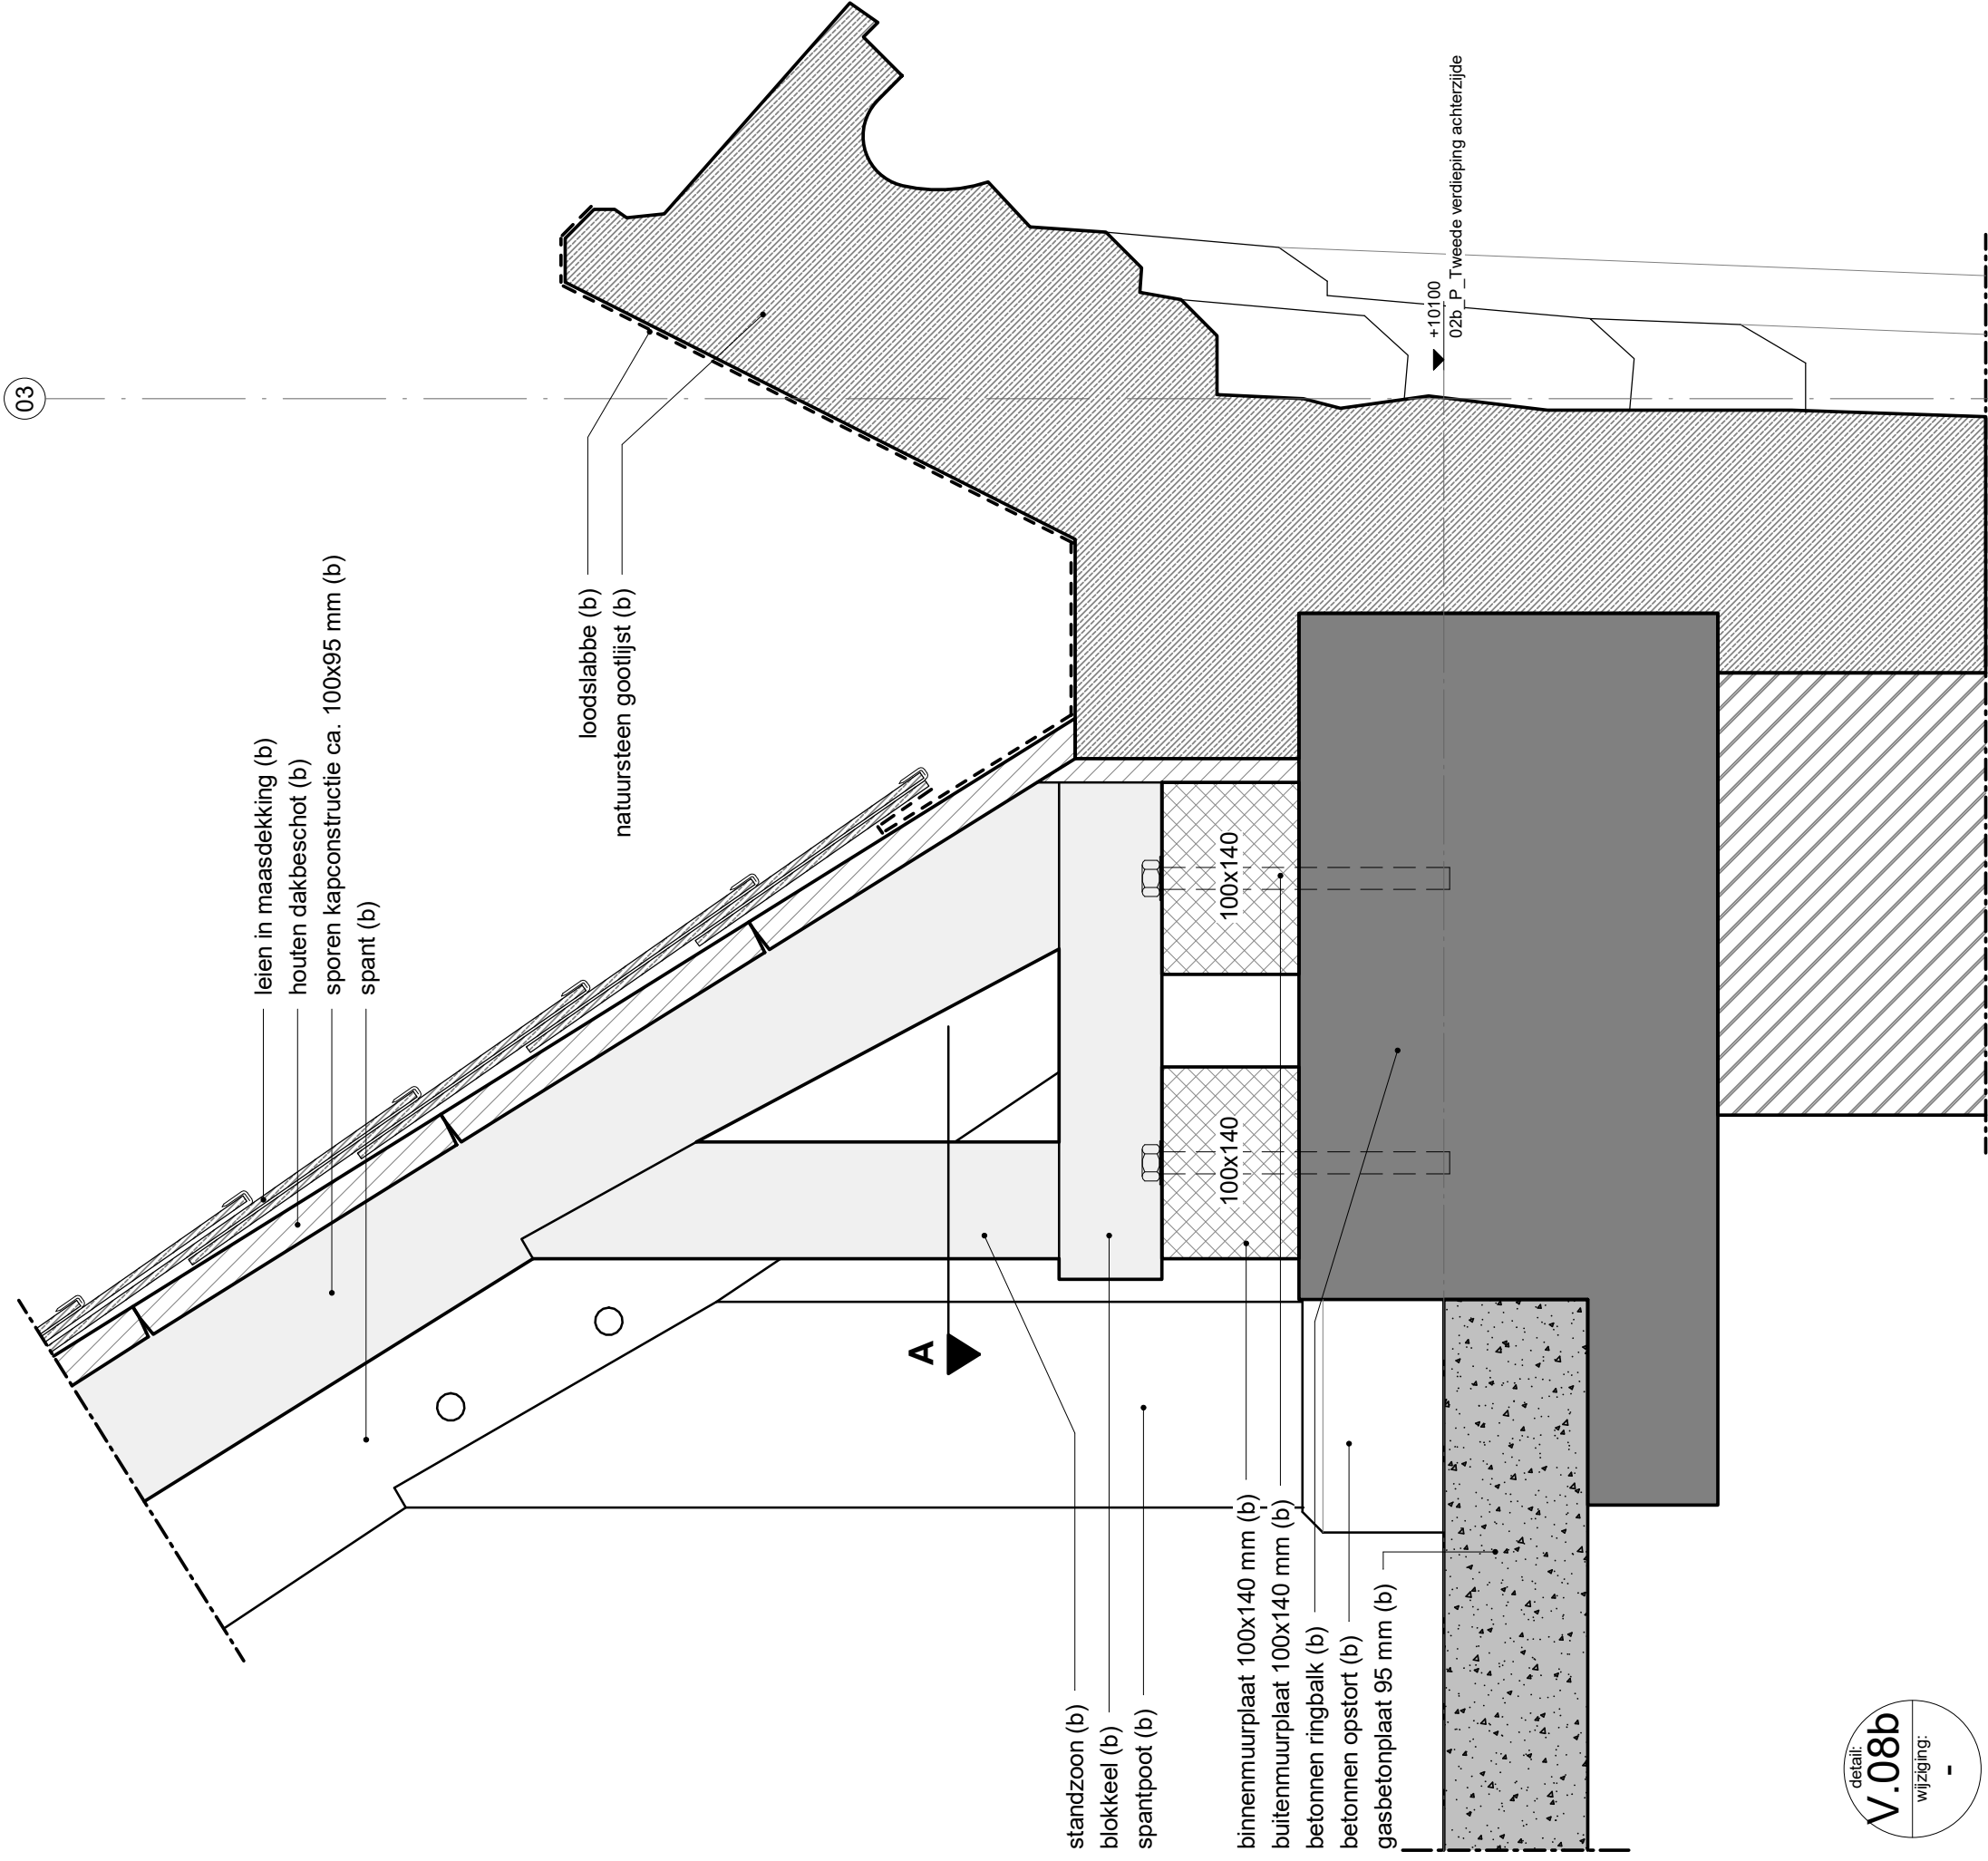 03
leien in maasdekking (b)
houten dakbeschot (b)
sporen kapconstructie ca. 100x95 mm (b)
spant (b)
loodslabbe (b)
natuursteen gootlijst (b)
+10100
02b_P_Tweede verdieping achterzijde
100x140
100x140
A
standzoon (b)
blokkeel (b)
spantpoot (b)
binnenmuurplaat 100x140 mm (b)
buitenmuurplaat 100x140 mm (b)
betonnen ringbalk (b)
betonnen opstort (b)
gasbetonplaat 95 mm (b)
detail:
V.08b
wijziging:
-